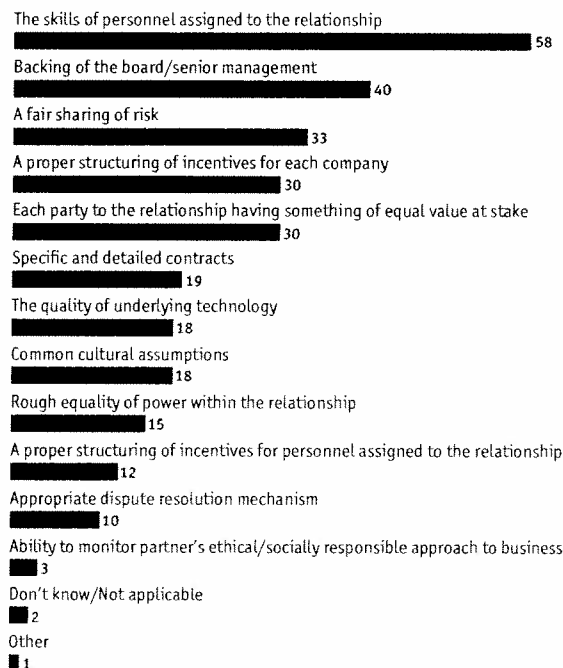 The skills of personnel assigned to the relationship
58
Backing of the board/senior management
40
A fair sharing of risk
33
A proper structuring of incentives for each company
30
Each party to the relationship having something of equal value at stake
30
Specific and detailed contracts
19
The quality of underlying technology
18
Common cultural assumptions
18
Rough equality of power within the relationship
15
A proper structuring of incentives for personnel assigned to the relationship
12
Appropriate dispute resolution mechanism
10
Ability to monitor partner's ethical/socially responsible approach to business
3
Don't know/Not applicable
2
Other
1